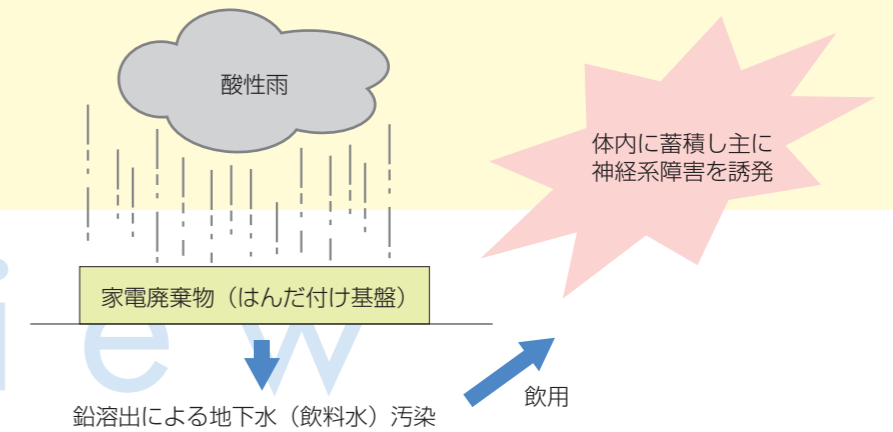 酸性雨
体内に蓄積し主に
神経系障害を誘発
家電廃棄物（はんだ付け基盤）
iew
鉛溶出による地下水（飲料水）汚染
飲用